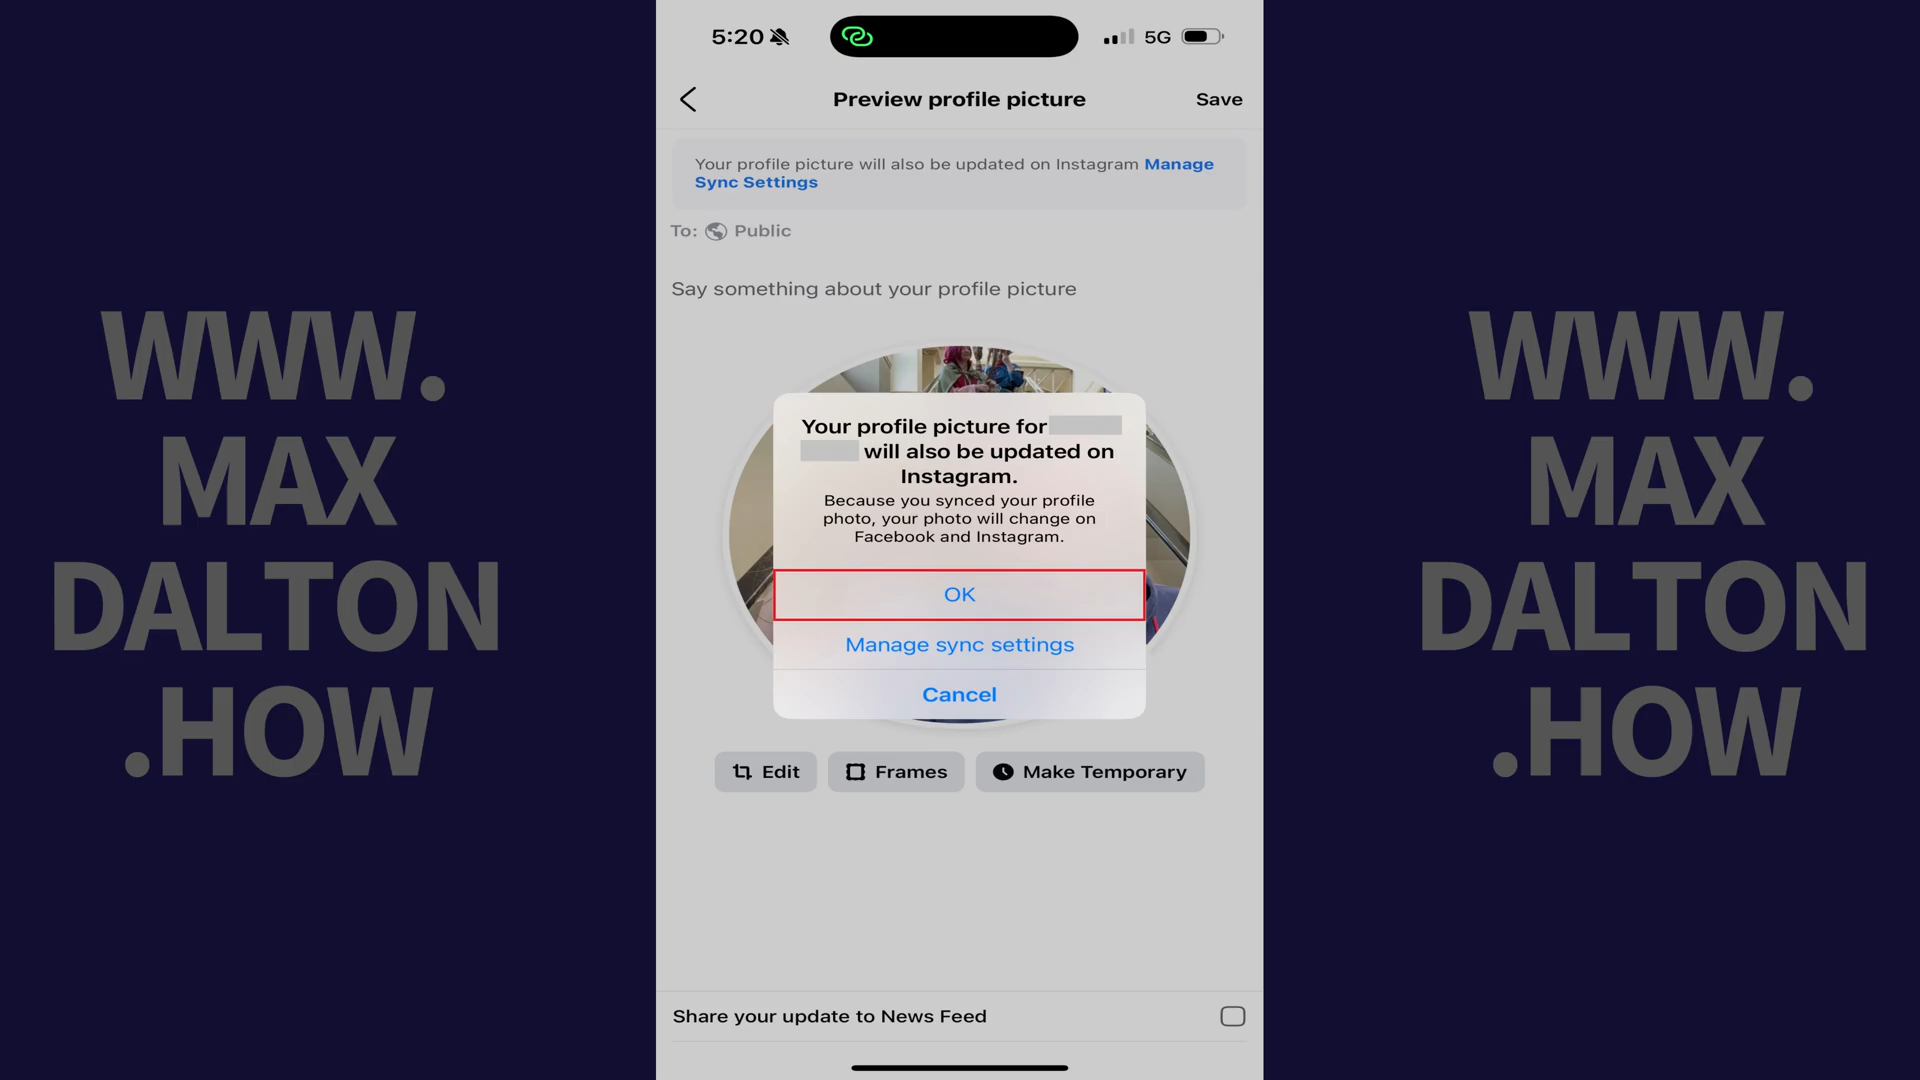 WWW.
MAX
DALTON
.HOW
5:20
5G
Preview profile picture
Save
Your profile picture will also be updated on Instagram Manage
Sync Settings
To: Public
Say something about your profile picture
Your profile picture for
will also be updated on
Instagram.
Because you synced your profile
photo, your photo will change on
Facebook and Instagram.
OK
Manage sync settings
Cancel
Edit
Frames
Make Temporary
Share your update to News Feed
WWW.
MAX
DALTON
.HOW